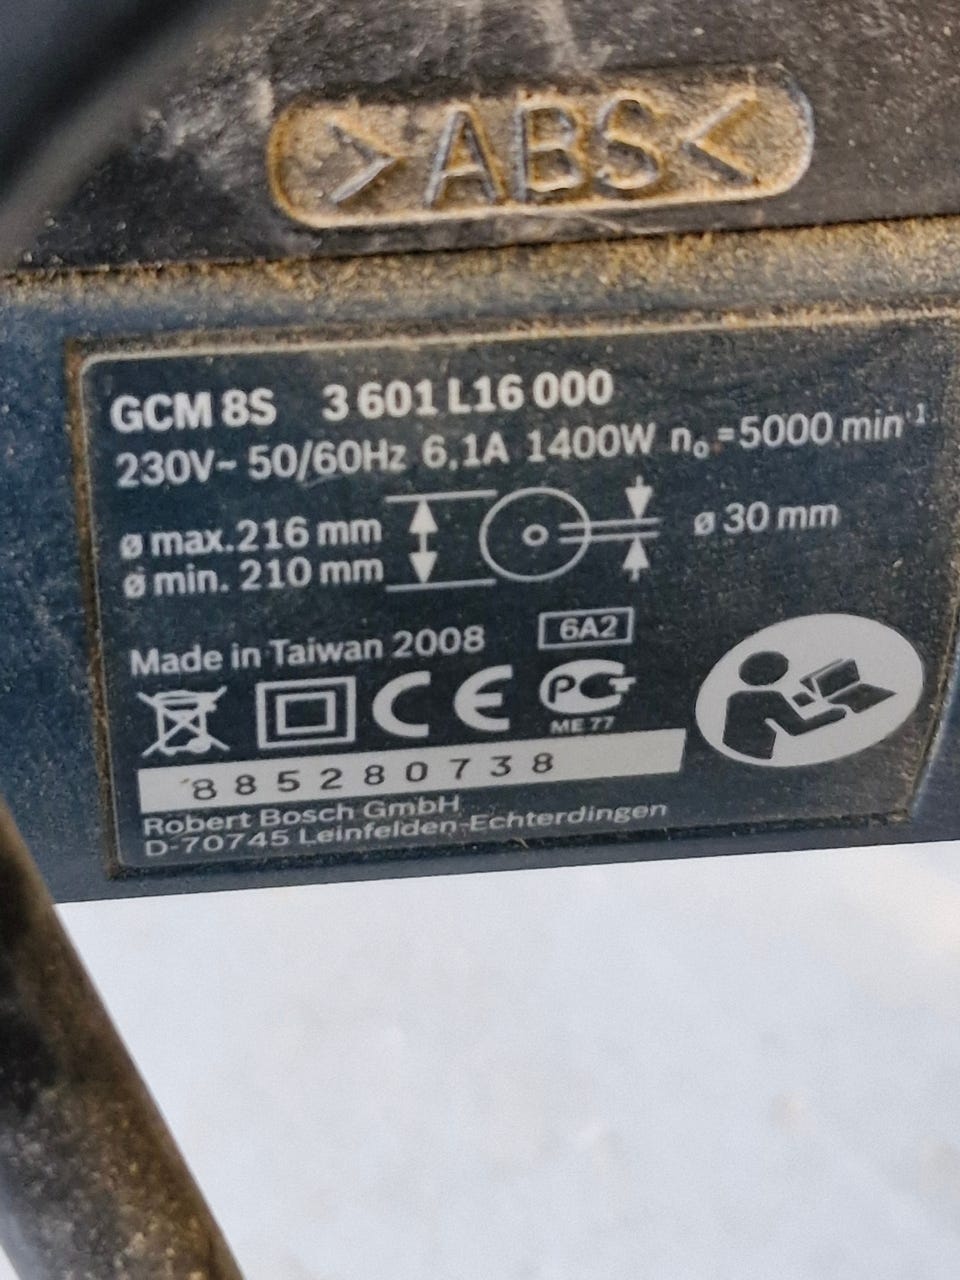 >ABS<
GCM 8S 3 601 L16 000
230V~ 50/60Hz 6,1A 1400W n₀ =5000 min⁻¹
ø max.216 mm
ø 30 mm
ø min. 210 mm
Made in Taiwan 2008 6A2
CE PCT
ME 77
885280738
Robert Bosch GmbH
D-70745 Leinfelden-Echterdingen